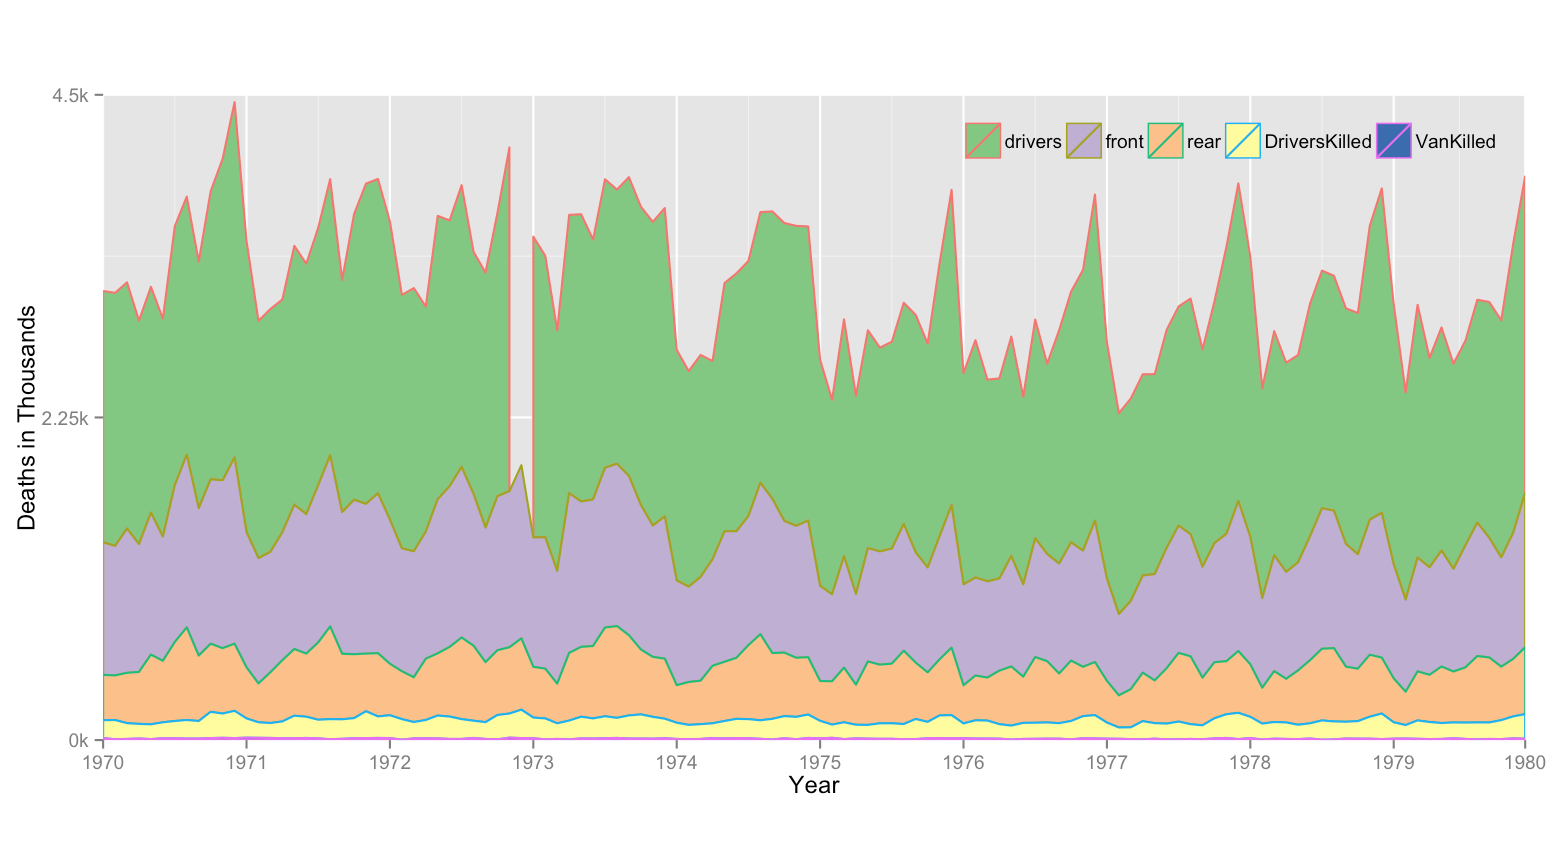 4.5k
drivers front rear DriversKilled VanKilled
2.25k
Deaths in Thousands
0k
1970 1971 1972 1973 1974 1975 1976 1977 1978 1979 1980
Year